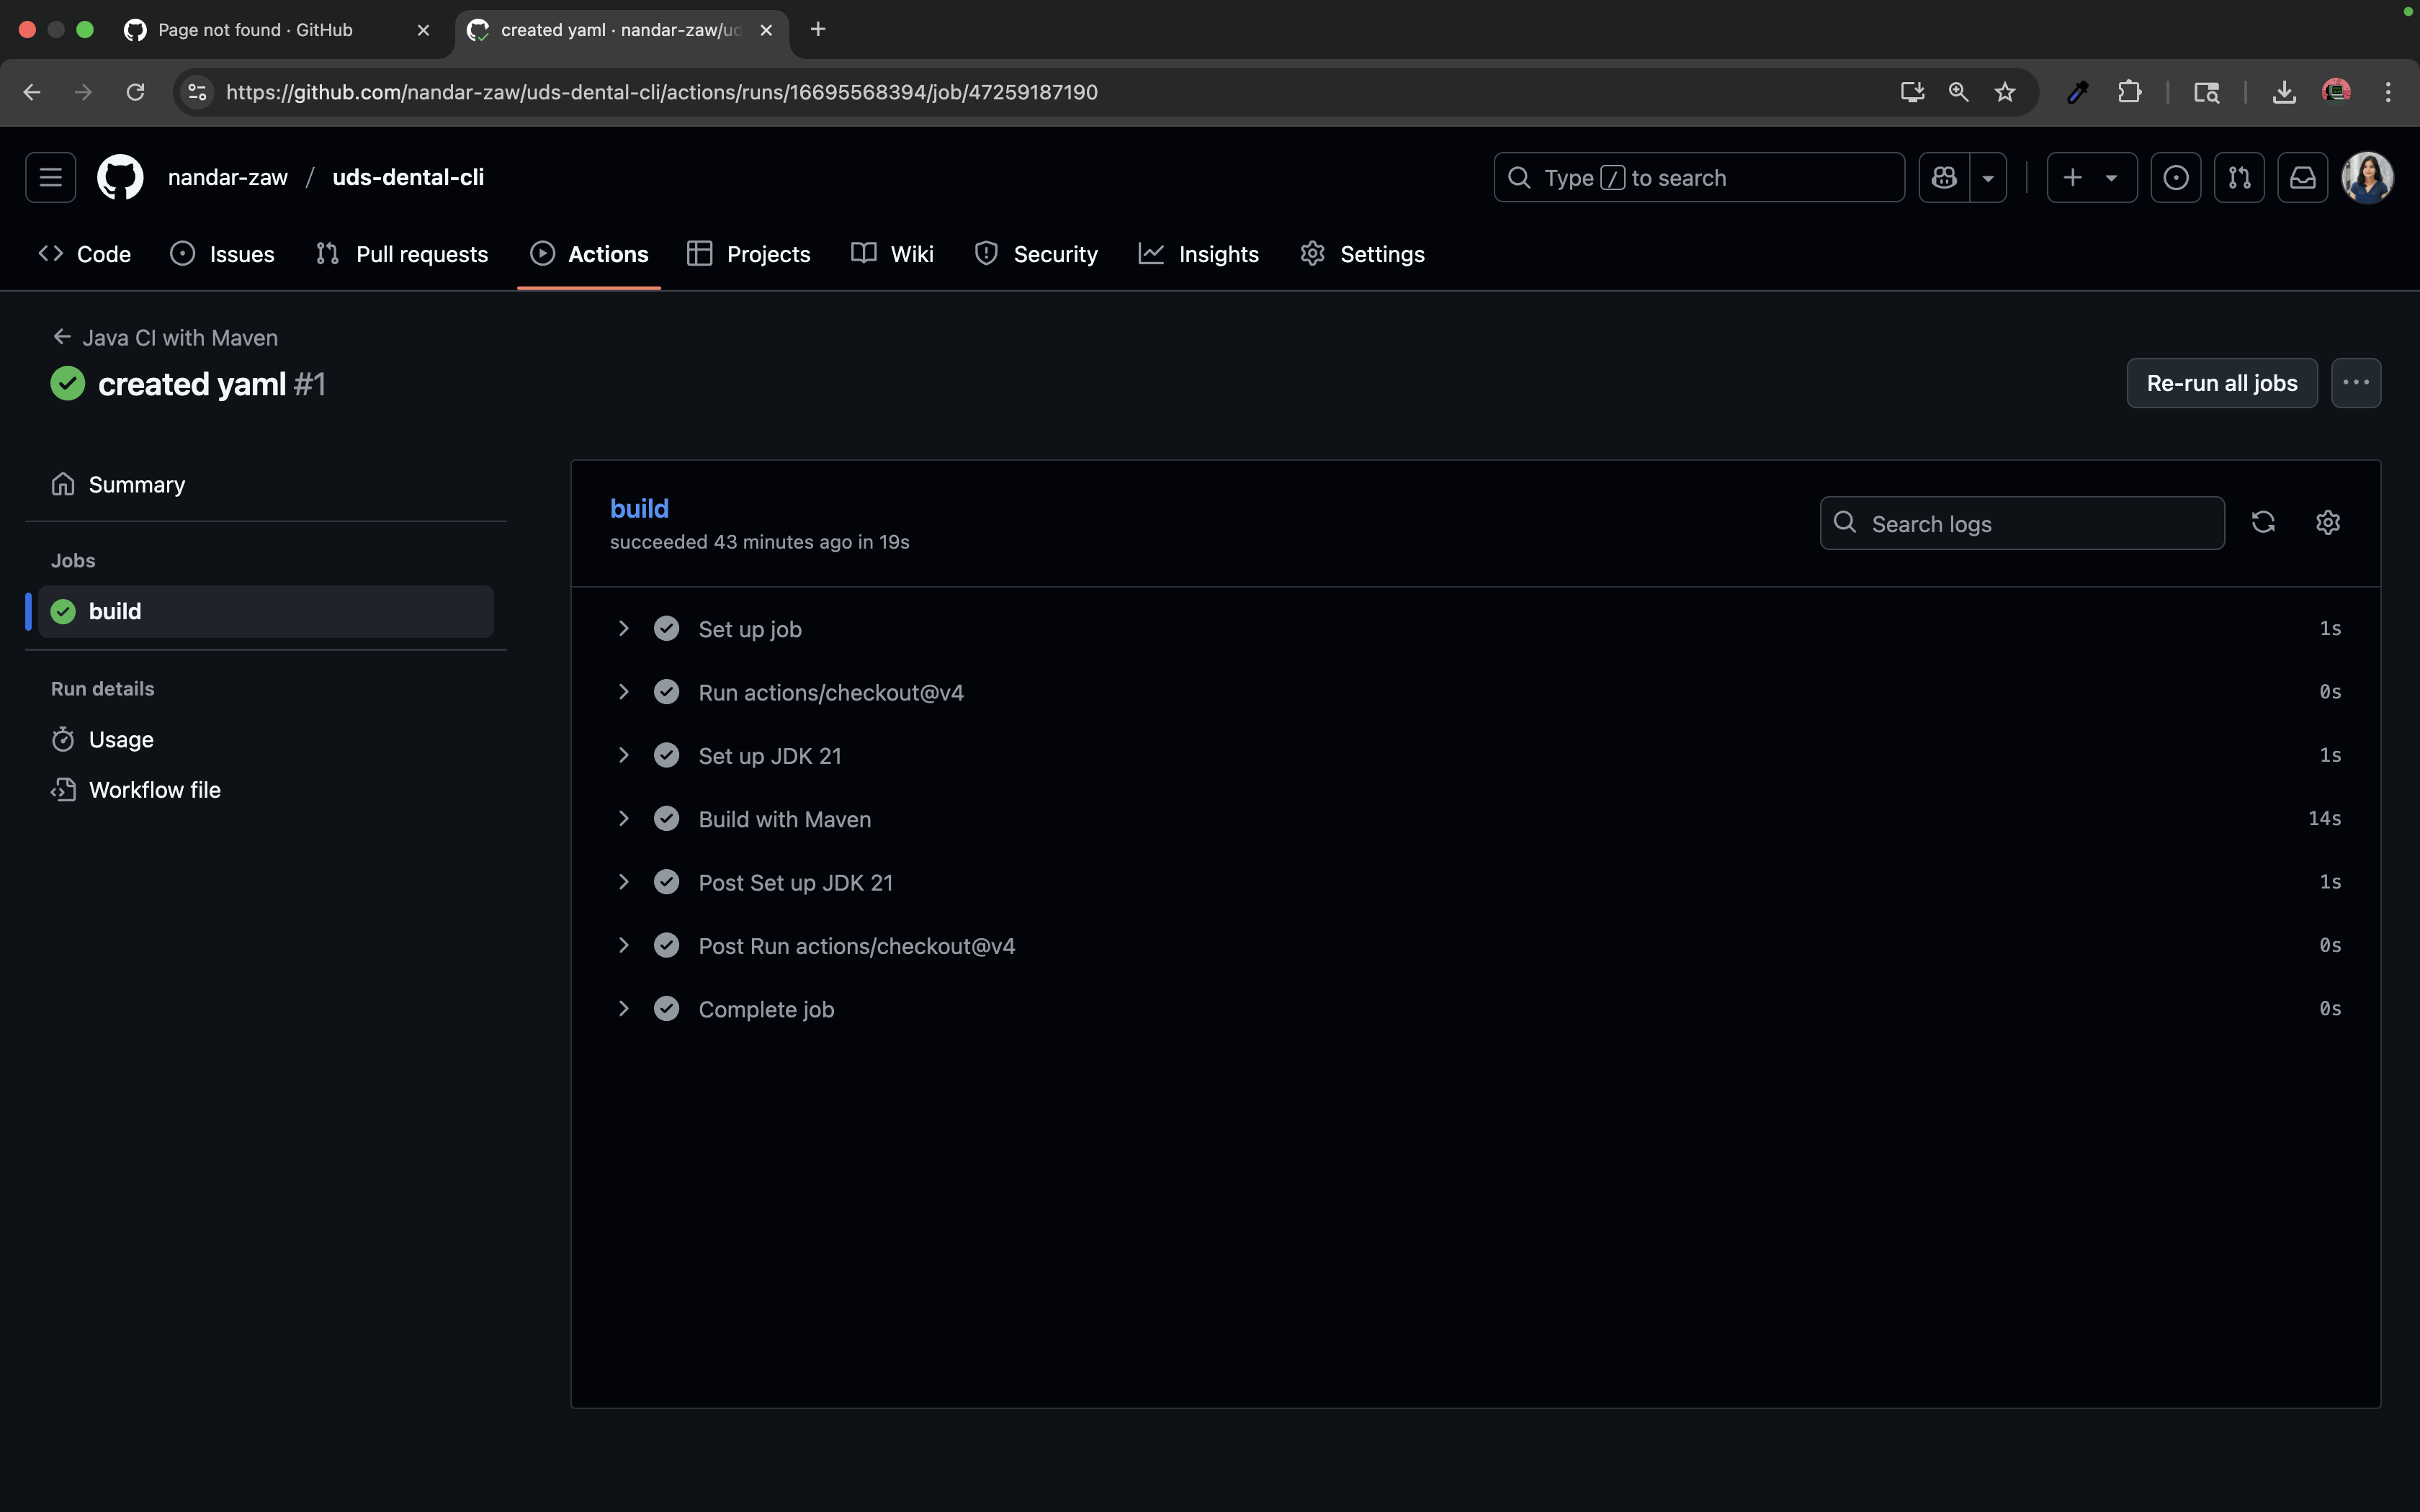 Page not found · GitHub
created yaml · nandar-zaw/ud
https://github.com/nandar-zaw/uds-dental-cli/actions/runs/16695568394/job/47259187190
nandar-zaw / uds-dental-cli
Type / to search
Code
Issues
Pull requests
Actions
Projects
Wiki
Security
Insights
Settings
Java CI with Maven
created yaml #1
Re-run all jobs
Summary
Jobs
build
Run details
Usage
Workflow file
build
succeeded 43 minutes ago in 19s
Search logs
Set up job 1s
Run actions/checkout@v4 0s
Set up JDK 21 1s
Build with Maven 14s
Post Set up JDK 21 1s
Post Run actions/checkout@v4 0s
Complete job 0s